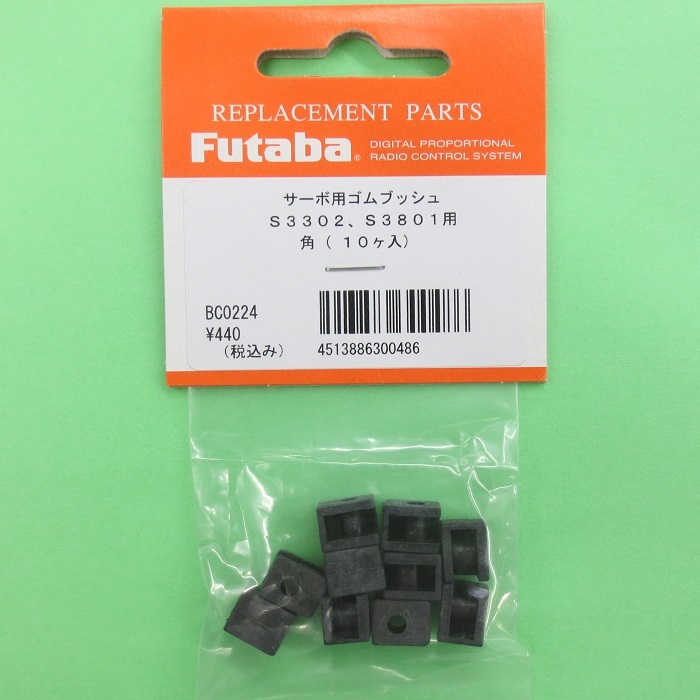 REPLACEMENT PARTS
Futaba®
DIGITAL PROPORTIONAL
RADIO CONTROL SYSTEM
サーボ用ゴムブッシュ
S3302、S3801用
角(10ヶ入)
BC0224
¥440
(税込み)
4513886300486